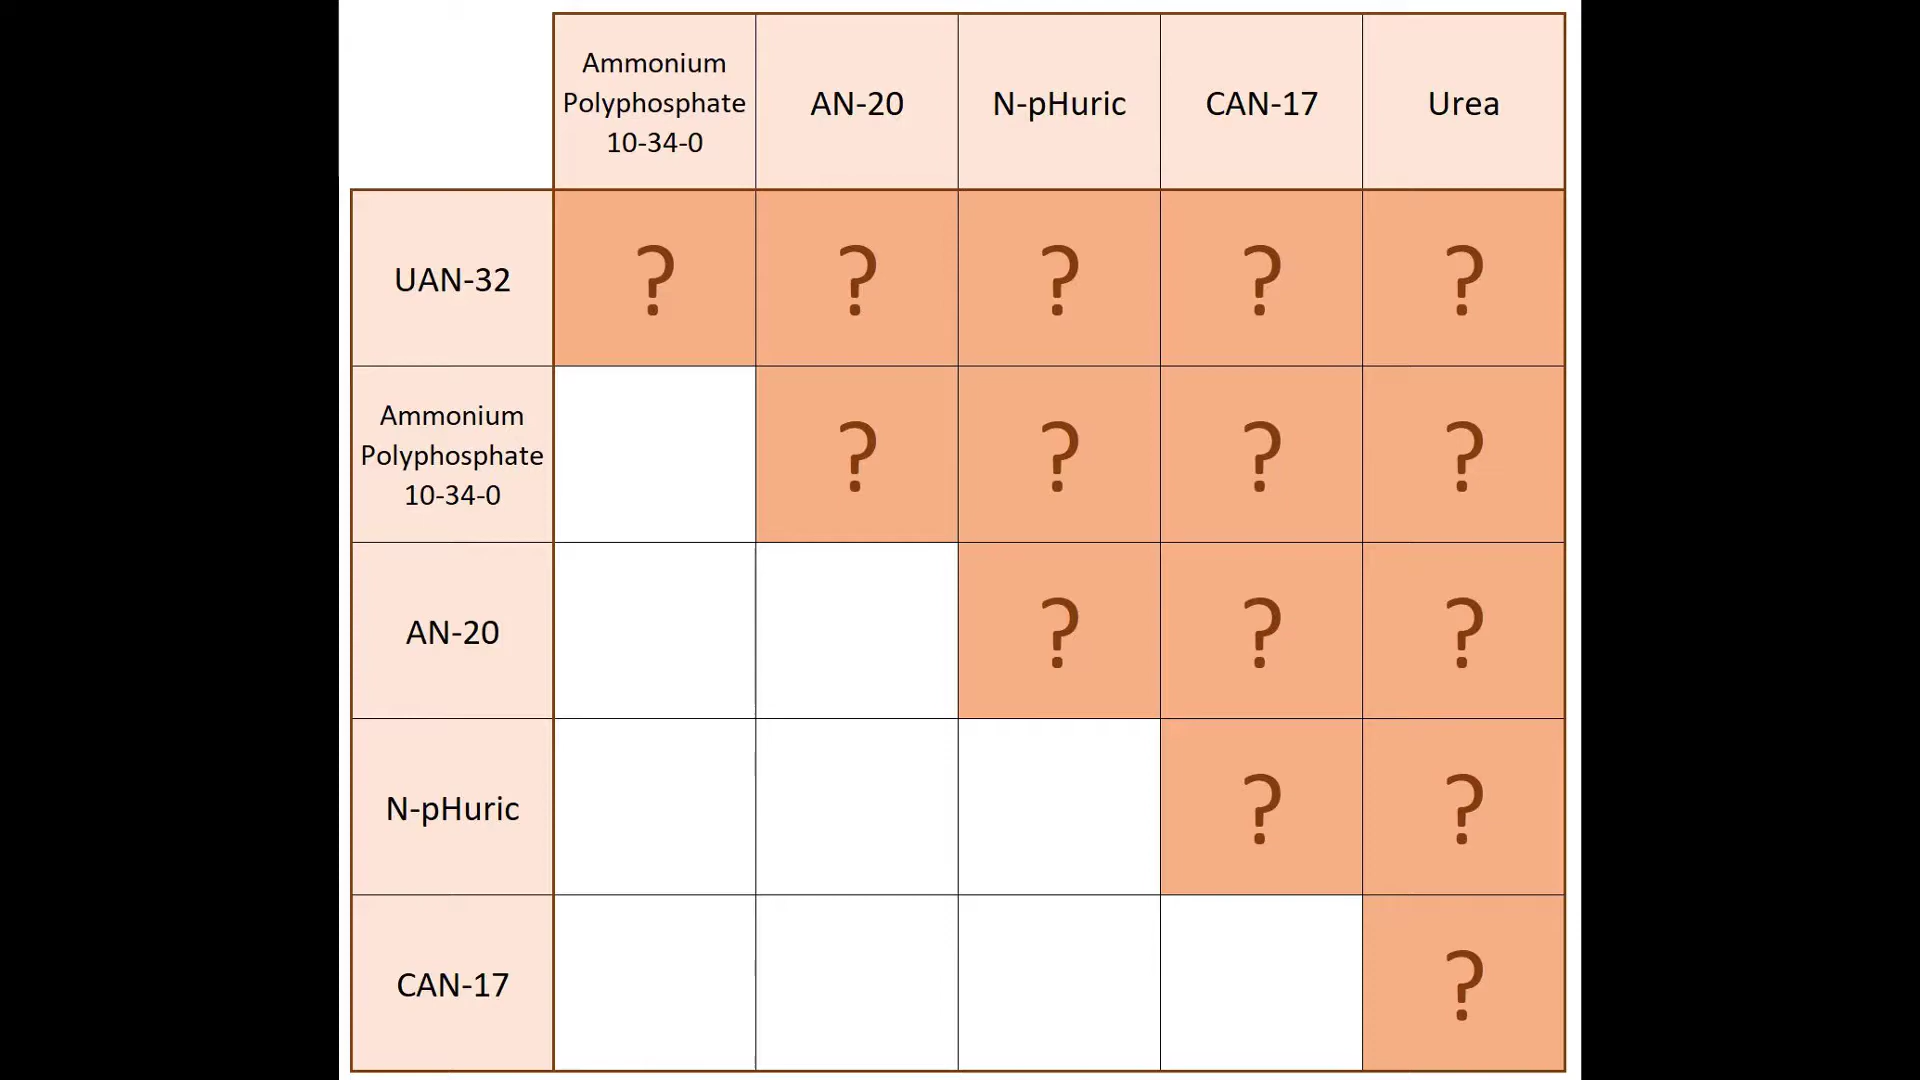 Ammonium
Polyphosphate
10-34-0
AN-20
N-pHuric
CAN-17
Urea
UAN-32
? ? ? ? ?
Ammonium
Polyphosphate
10-34-0
? ? ? ?
AN-20
? ? ?
N-pHuric
? ?
CAN-17
?